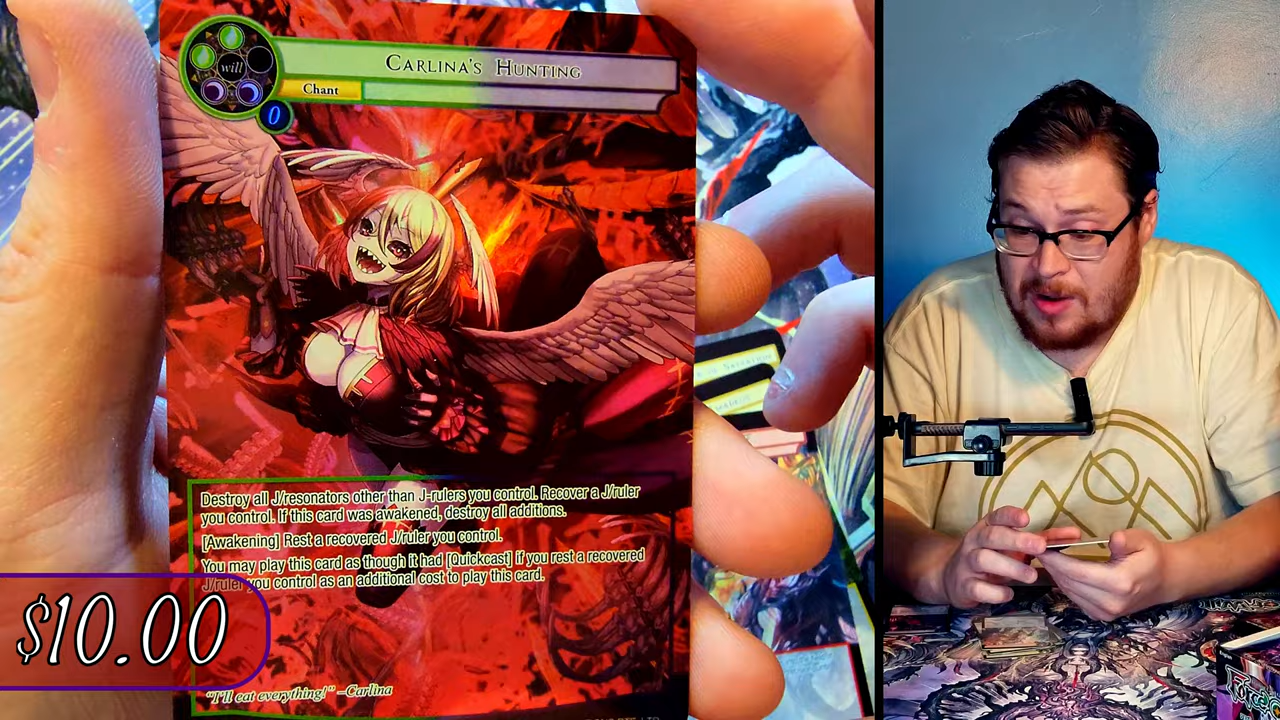 will
CARLINA'S HUNTING
Chant
0
Destroy all J/resonators other than J-rulers you control. Recover a J/ruler
you control. If this card was awakened, destroy all additions.
[Awakening] Rest a recovered J/ruler you control.
You may play this card as though it had [Quickcast] if you rest a recovered
J/ruler you control as an additional cost to play this card.
"I'll eat everything!" –Carlina
$10.00